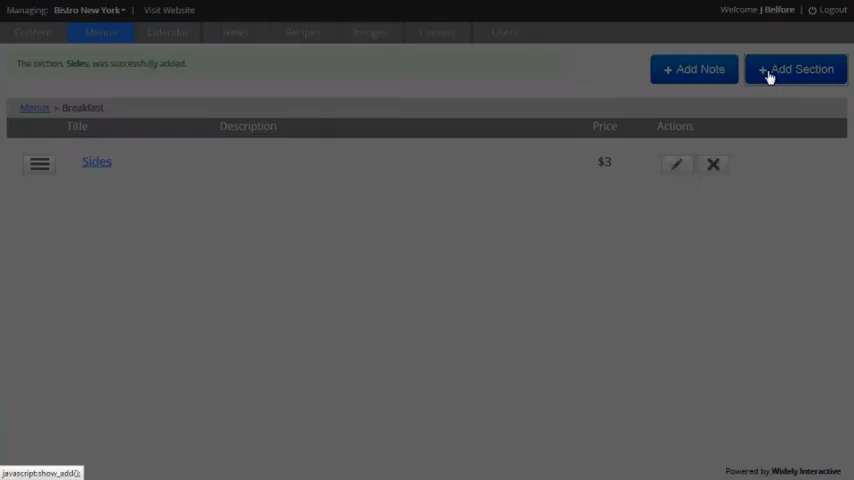 Managing: Bistro New York | Visit Website Welcome J Belfore | Logout
Content Menus Calendar News Recipes Images Careers Users
The section, Sides, was successfully added.
+ Add Note + Add Section
Menus » Breakfast
Title Description Price Actions
Sides $3
javascript:show_add();
Powered by Widely Interactive